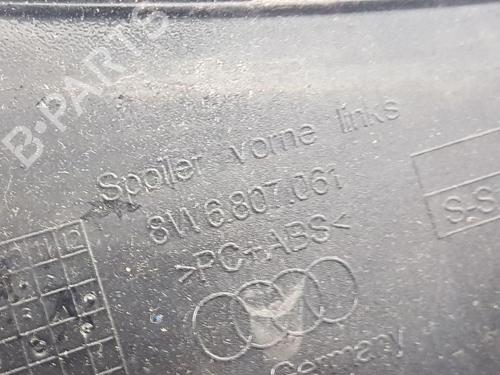 B-PARTS
Spoiler vorne links
8W6.807.061
>PC+ABS<
S-S
Germany